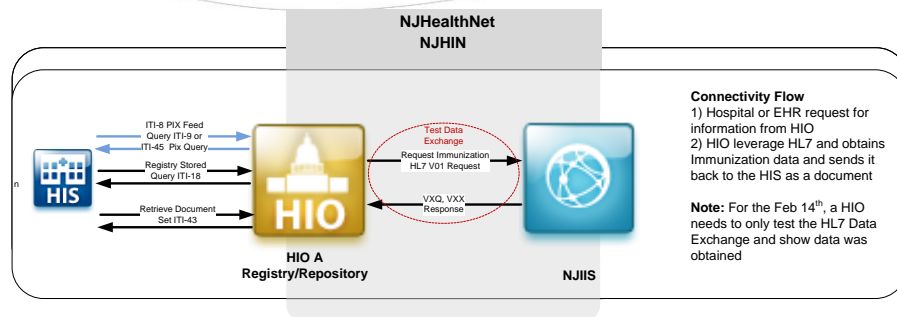 NJHealthNet
NJHIN
ITI-8 PIX Feed
Query ITI-9 or
ITI-45 Pix Query
Registry Stored
Query ITI-18
Retrieve Document
Set ITI-43
n
HIS
HIO
HIO A
Registry/Repository
Test Data
Exchange
Request Immunization
HL7 V01 Request
VXQ, VXX
Response
NJIIS
Connectivity Flow
1) Hospital or EHR request for
information from HIO
2) HIO leverage HL7 and obtains
Immunization data and sends it
back to the HIS as a document
Note: For the Feb 14th, a HIO
needs to only test the HL7 Data
Exchange and show data was
obtained